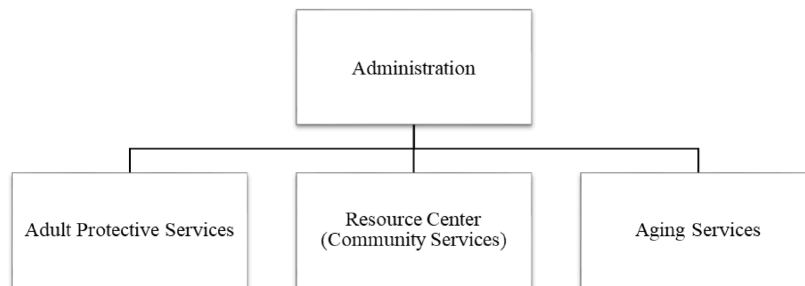 Administration
Adult Protective Services
Resource Center
(Community Services)
Aging Services